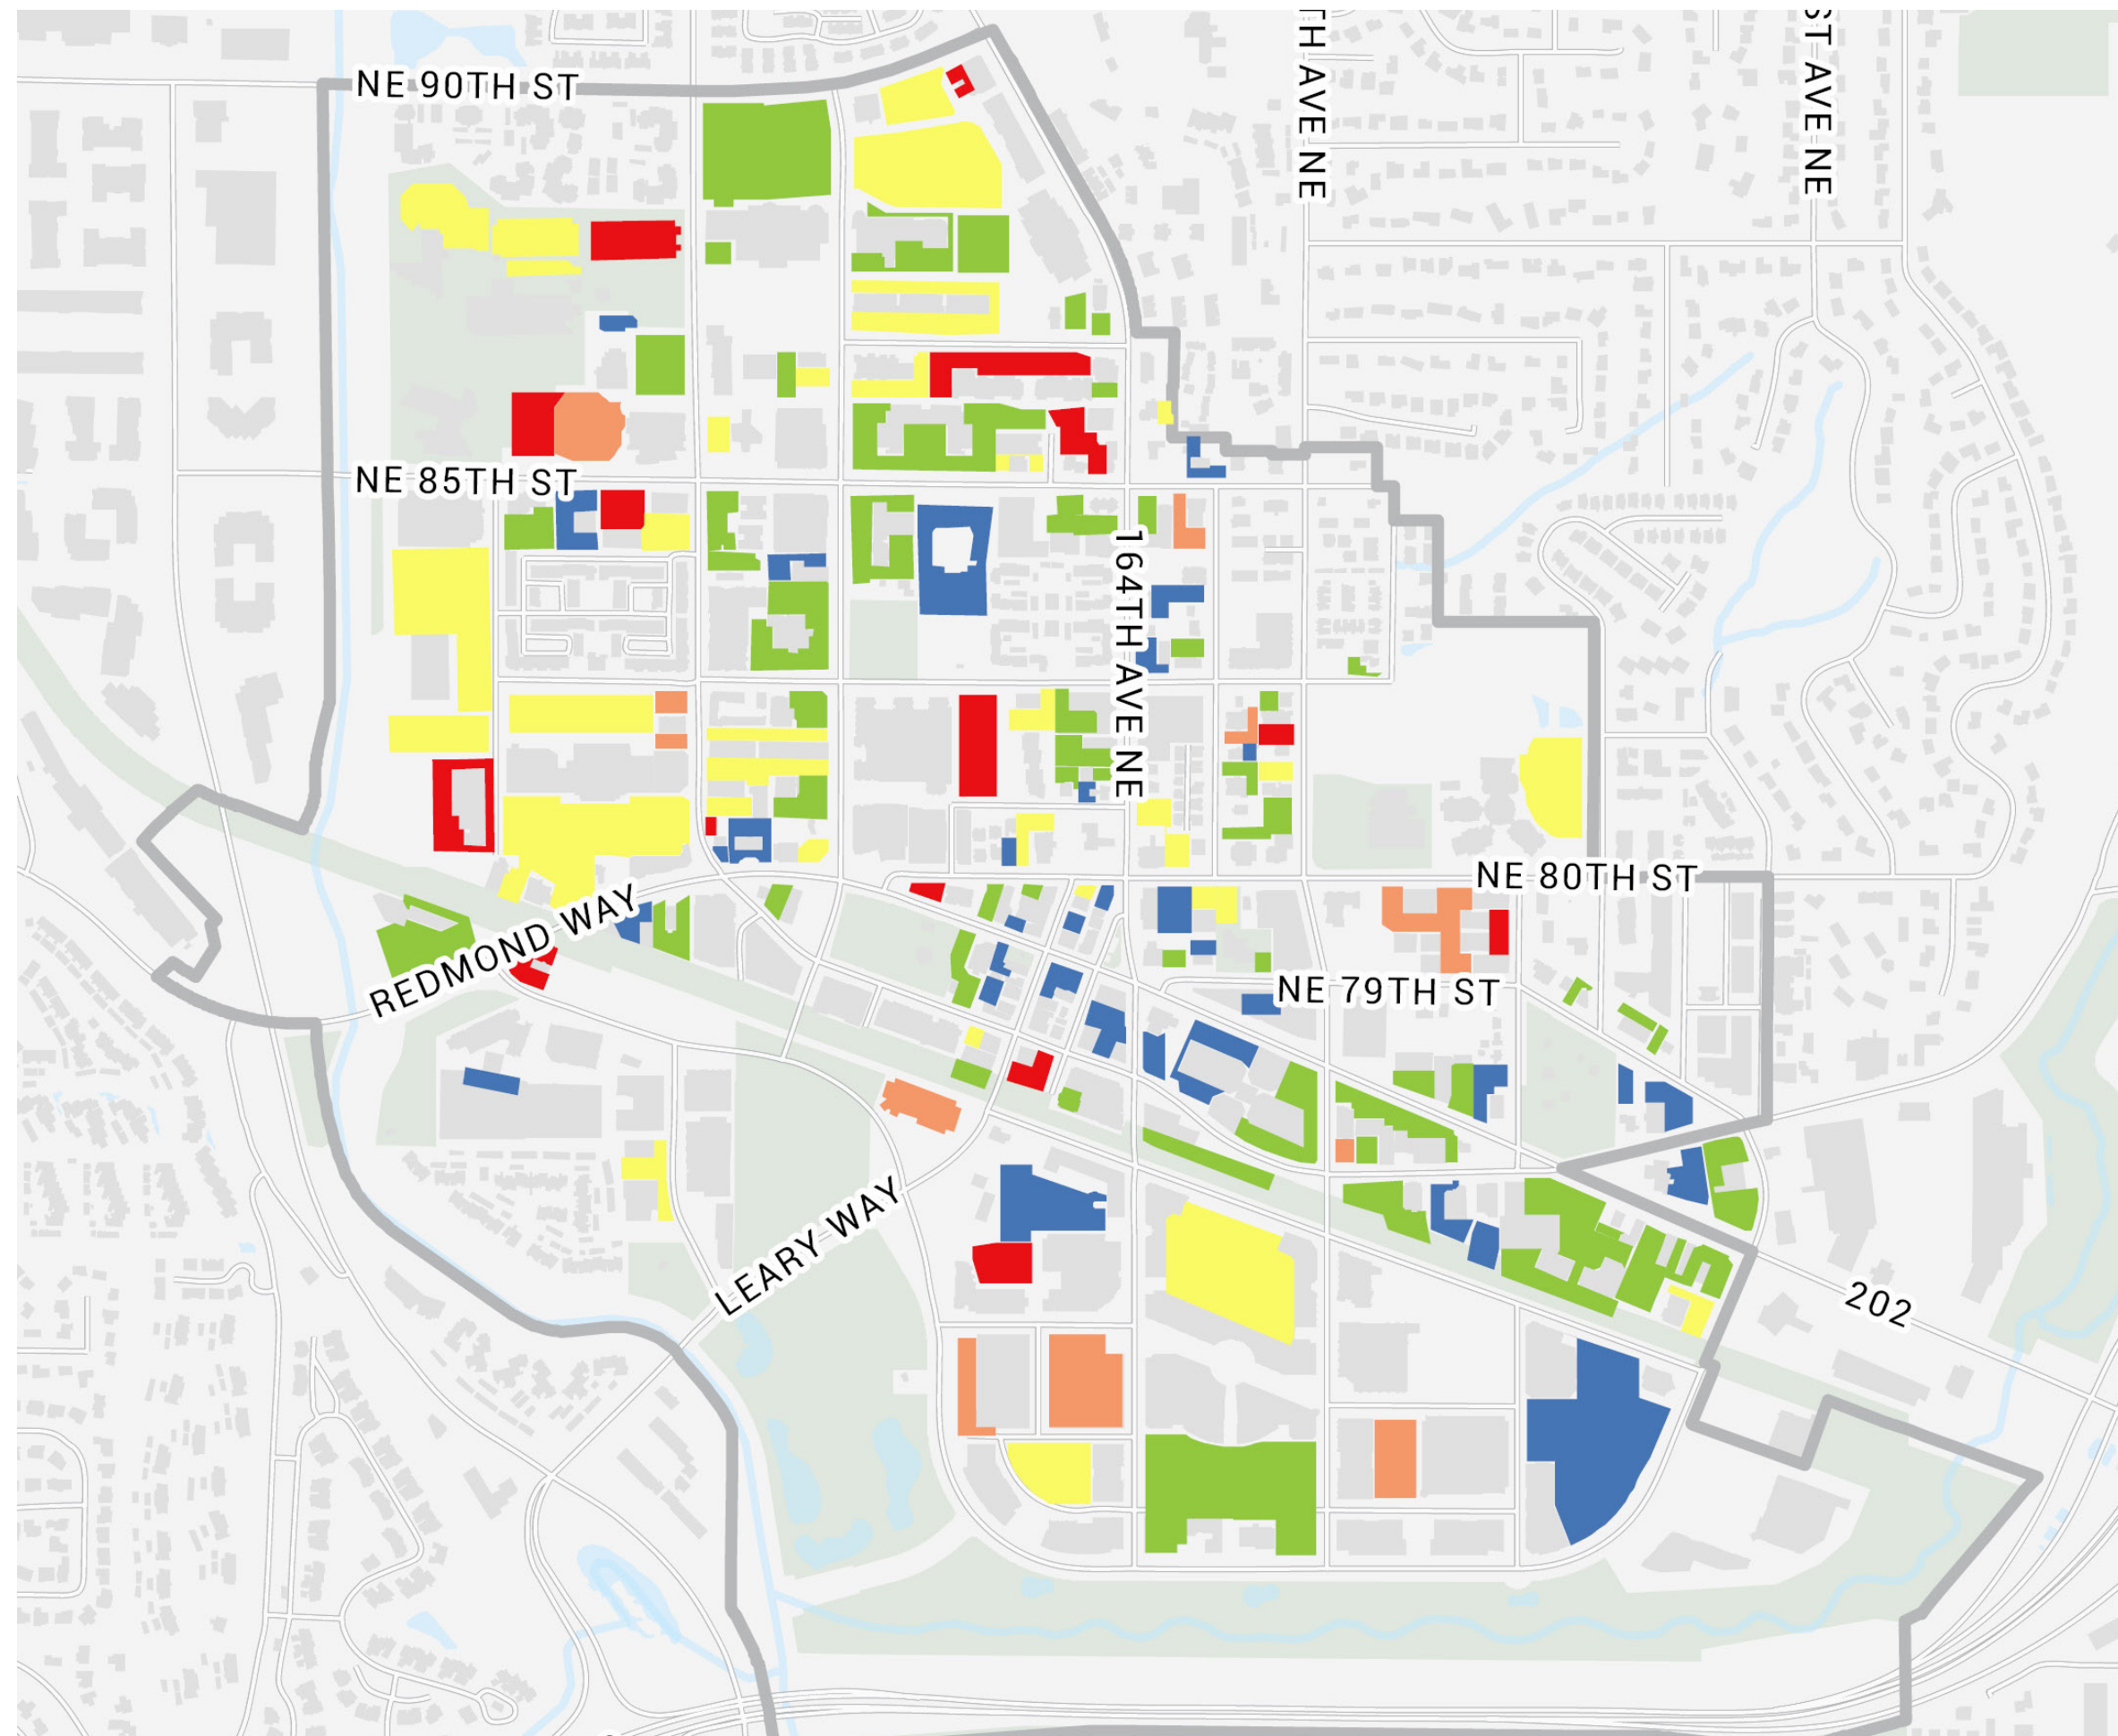 TH AVE NE
ST AVE NE
NE 90TH ST
NE 85TH ST
164TH AVE NE
NE 80TH ST
REDMOND WAY
NE 79TH ST
LEARY WAY
202